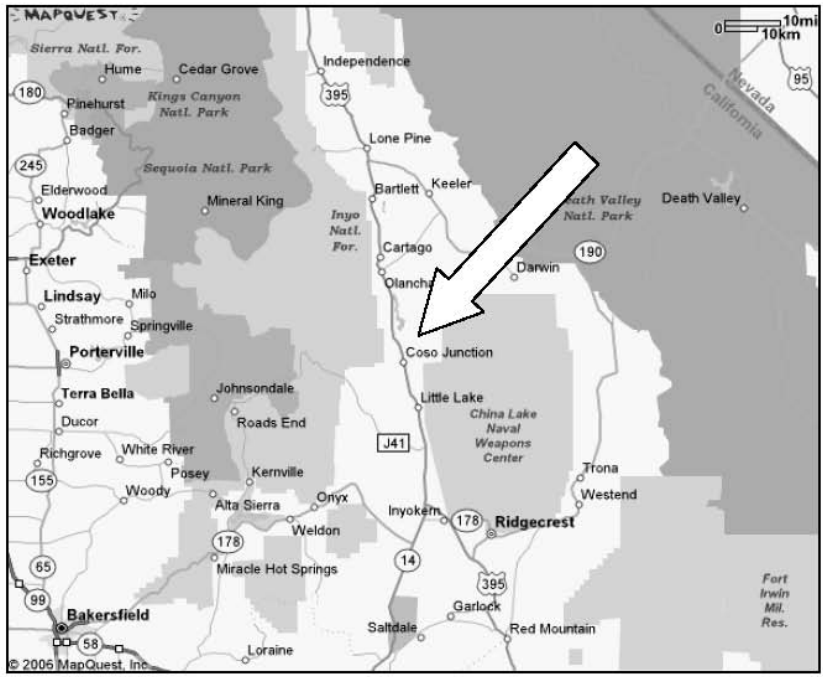 MAPQUEST
0 10mi
10km
Sierra Natl. For.
Independence
Hume
Cedar Grove
95
Nevada
California
180
Kings Canyon
Natl. Park
395
Pinehurst
Badger
Lone Pine
245
Sequoia Natl. Park
Elderwood
Mineral King
Bartlett
Keeler
Death Valley
Woodlake
Inyo
Natl.
For.
eath Valley
Natl. Park
Cartago
190
Exeter
Darwin
Olancha
Lindsay
Milo
Strathmore
Springville
Porterville
Coso Junction
Terra Bella
Johnsondale
Little Lake
Ducor
Roads End
China Lake
Naval
Weapons
Center
J41
Richgrove
White River
Posey
Kernville
Trona
155
Woody
Alta Sierra
Onyx
Westend
Inyokern
178
Ridgecrest
Weldon
178
Miracle Hot Springs
14
65
395
Fort
Irwin
Mil.
Res.
99
Bakersfield
Garlock
Saltdale
Red Mountain
58
Loraine
© 2006 MapQuest, Inc